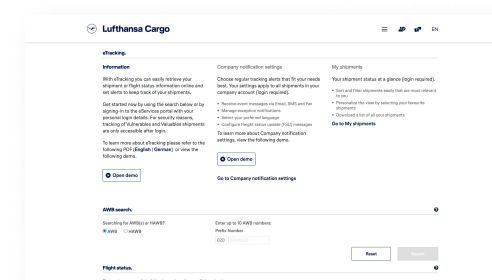 Lufthansa Cargo
EN
eTracking.
Information
With eTracking you can easily retrieve your
shipment or flight status information online and
set alerts to keep track of your shipments.
Get started now by using the search below or by
signing-in to the eServices portal with your
personal login details. For security reasons,
tracking of Vulnerables and Valuables shipments
are only accessible after login.
To learn more about eTracking please refer to the
following PDF (English | German) or view the
following demo.
Open demo
Company notification settings
Choose regular tracking alerts that fit your needs
best. Your settings apply to all shipments in your
company account (login required).
• Receive event messages via Email, SMS and Fax
• Manage exception notifications
• Select your preferred language
• Configure freight status update (FSU) messages
To learn more about Company notification
settings, view the following demo.
Open demo
Go to Company notification settings
My shipments
Your shipment status at a glance (login required).
• Sort and filter shipments easily that are most relevant
to you
• Personalise the view by selecting your favourite
shipments
• Download a list of all your shipments
Go to My shipments
AWB search.
Searching for AWB(s) or HAWB?
AWB HAWB
Enter up to 10 AWB numbers:
Prefix Number
020
Reset
Flight status.